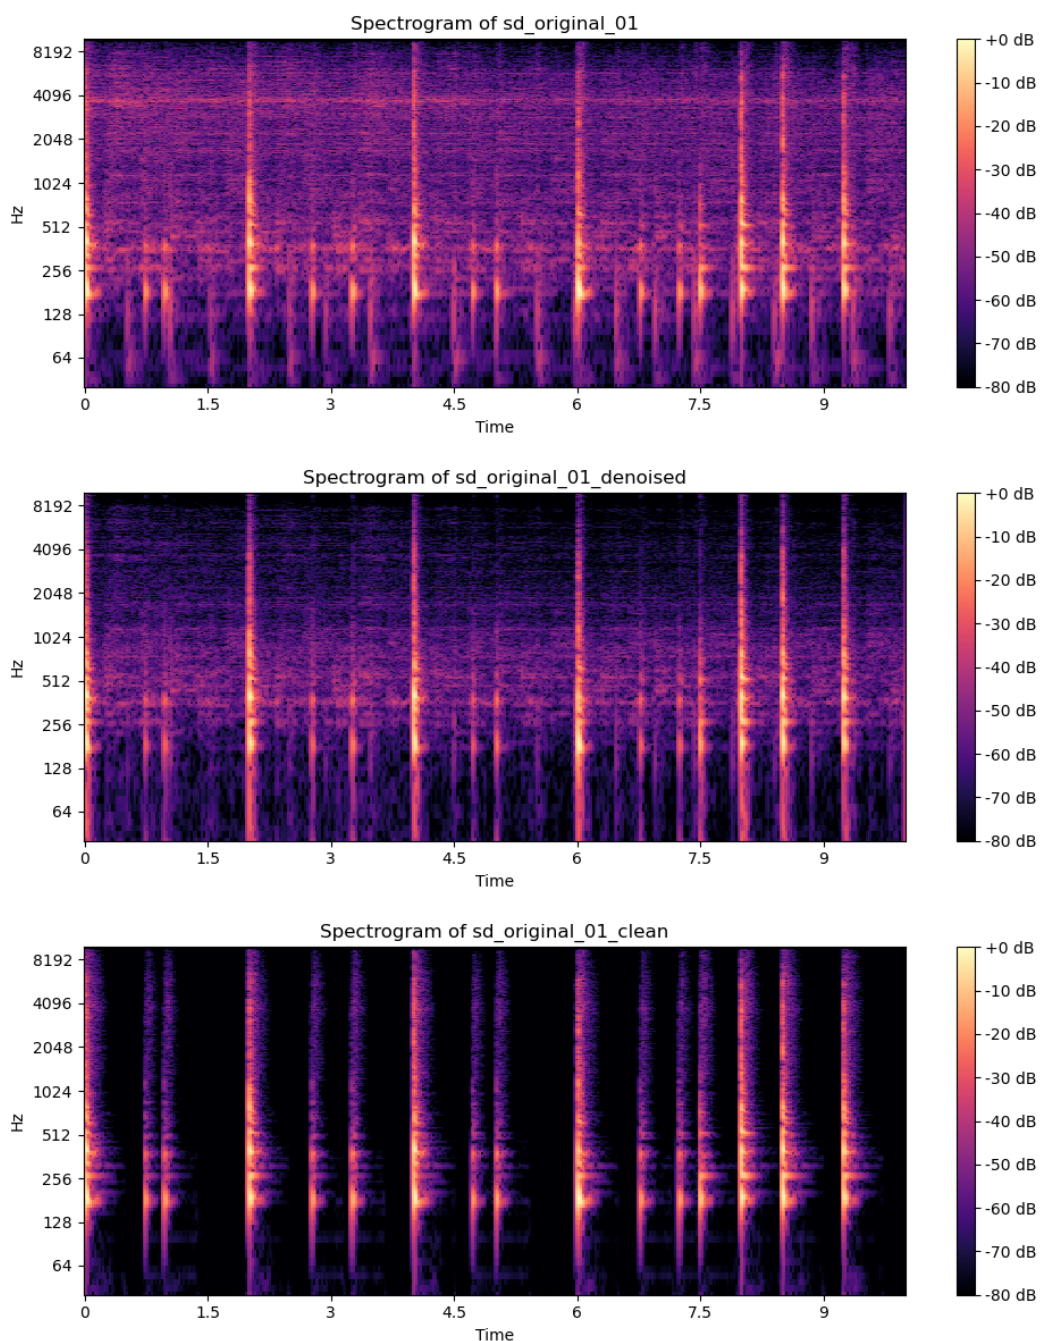 Spectrogram of sd_original_01
8192
4096
2048
1024
512
256
128
64
Hz
0 1.5 3 4.5 6 7.5 9
Time
+0 dB
-10 dB
-20 dB
-30 dB
-40 dB
-50 dB
-60 dB
-70 dB
-80 dB
Spectrogram of sd_original_01_denoised
8192
4096
2048
1024
512
256
128
64
Hz
0 1.5 3 4.5 6 7.5 9
Time
+0 dB
-10 dB
-20 dB
-30 dB
-40 dB
-50 dB
-60 dB
-70 dB
-80 dB
Spectrogram of sd_original_01_clean
8192
4096
2048
1024
512
256
128
64
Hz
0 1.5 3 4.5 6 7.5 9
Time
+0 dB
-10 dB
-20 dB
-30 dB
-40 dB
-50 dB
-60 dB
-70 dB
-80 dB